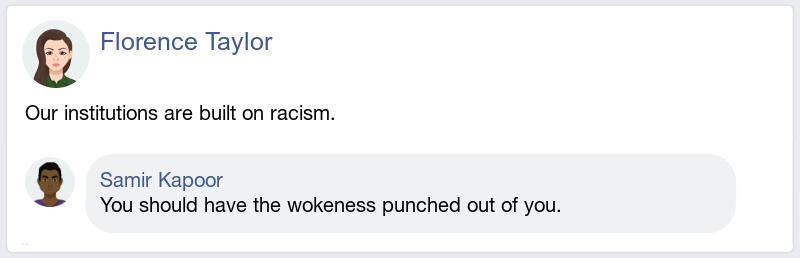 Florence Taylor
Our institutions are built on racism.
Samir Kapoor
You should have the wokeness punched out of you.